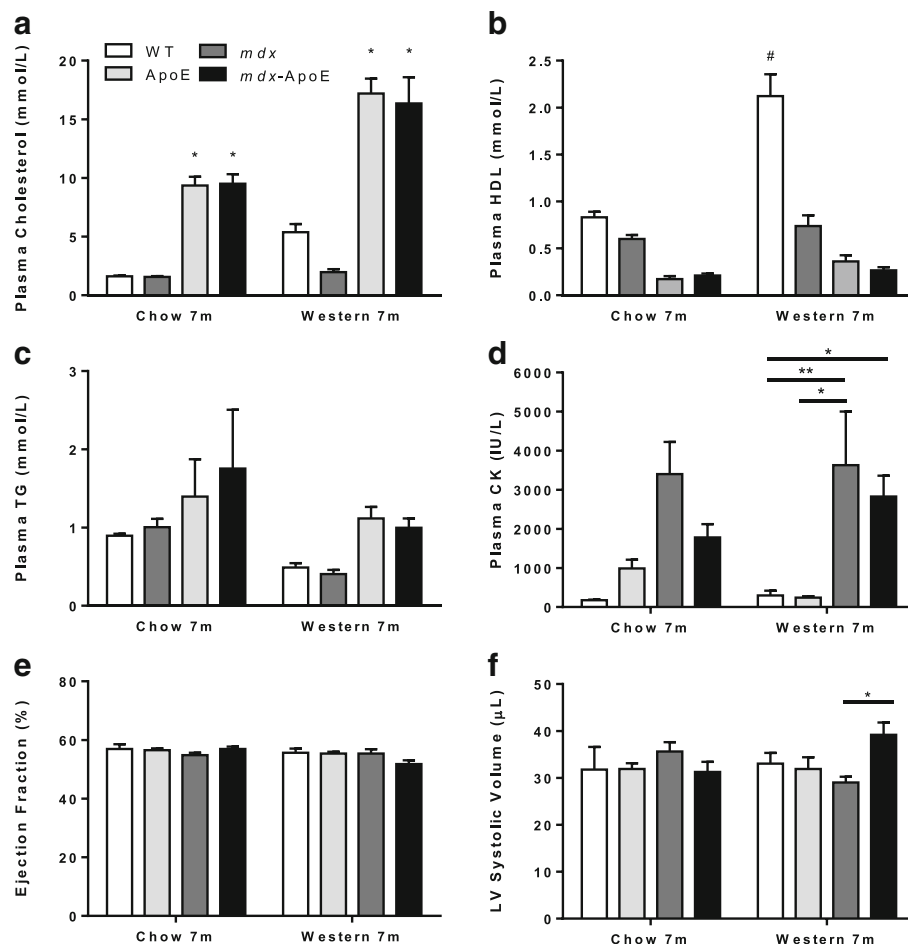 a
WT
mdx
ApoE
mdx-ApoE
Plasma Cholesterol (mmol/L)
20
15
10
5
0
* * * *
Chow 7m Western 7m
b
Plasma HDL (mmol/L)
2.5
2.0
1.5
1.0
0.5
0.0
#
Chow 7m Western 7m
c
Plasma TG (mmol/L)
3
2
1
0
Chow 7m Western 7m
d
Plasma CK (IU/L)
6000
5000
4000
3000
2000
1000
0
*
**
*
Chow 7m Western 7m
e
Ejection Fraction (%)
80
60
40
20
0
Chow 7m Western 7m
f
LV Systolic Volume (µL)
50
40
30
20
10
0
*
Chow 7m Western 7m